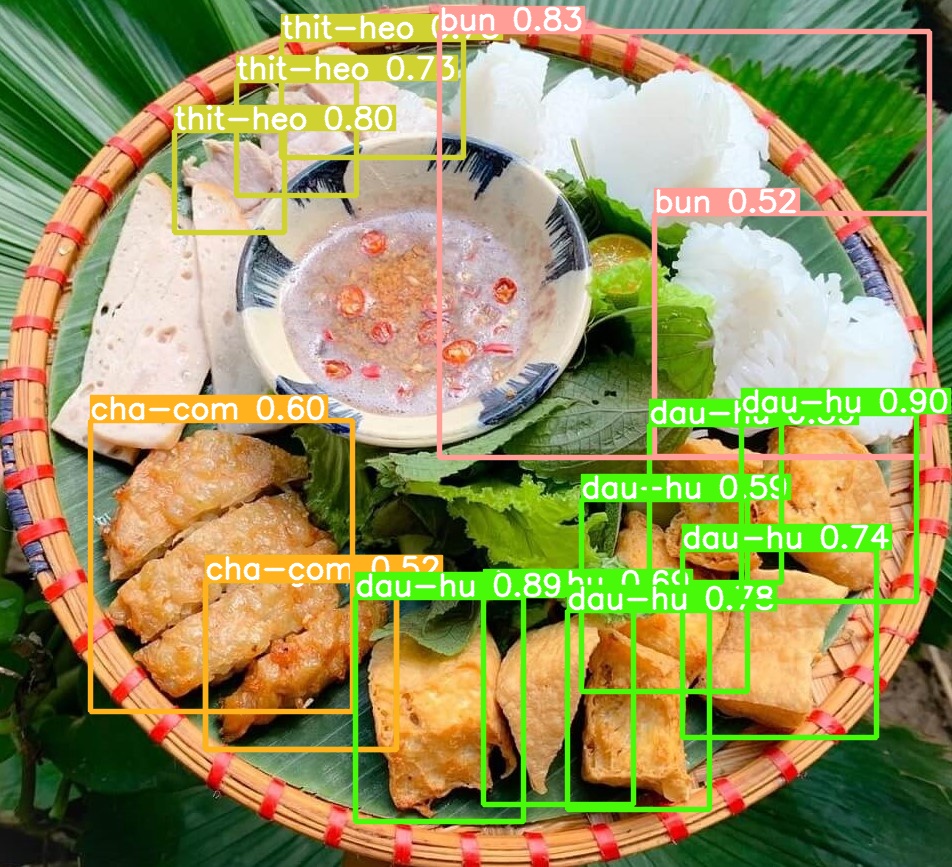 thit-heo
bun 0.83
thit-heo 0.73
thit-heo 0.80
bun 0.52
cha-com 0.60
dau-hu 0.90
dau-hu 0.59
dau-hu 0.74
cha-com 0.52
dau-hu 0.89
hu 0.69
dau-hu 0.78